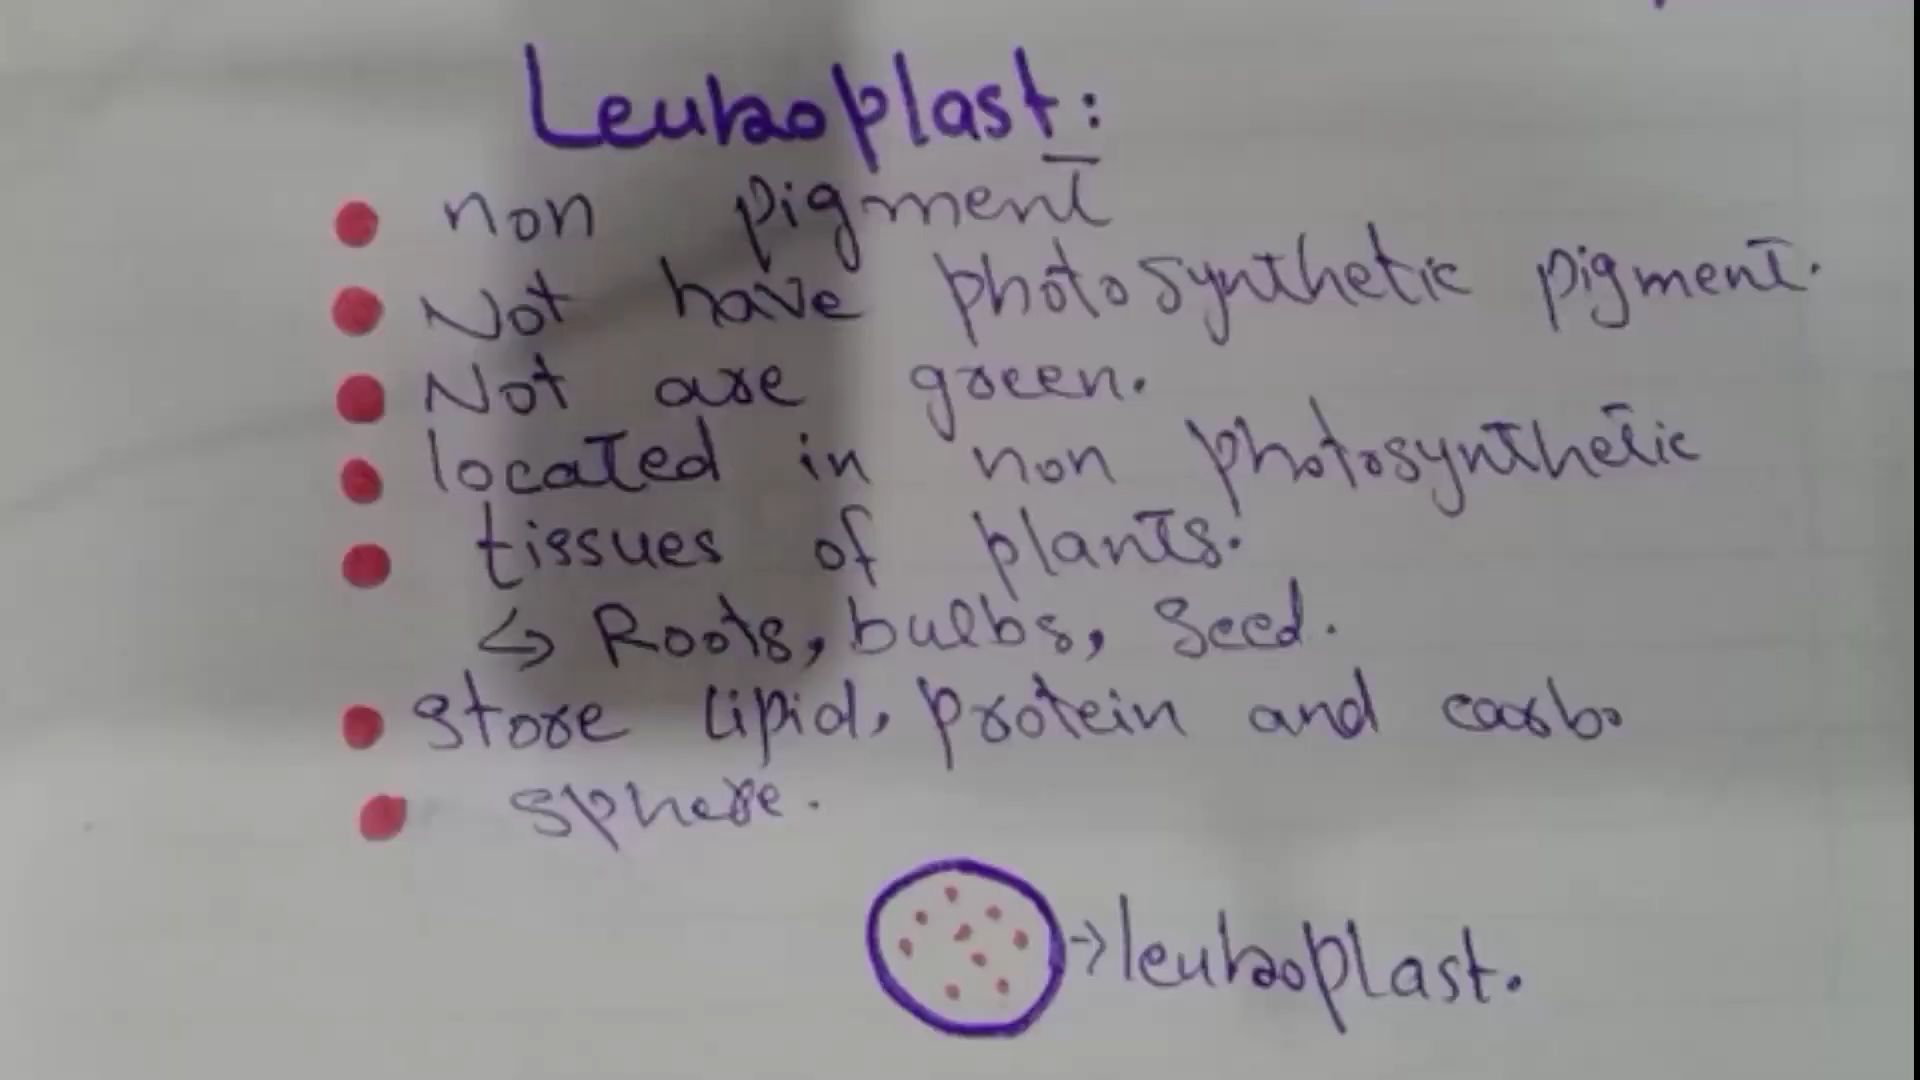 Leukoplast:
non pigment
Not have photosynthetic pigment.
Not are green.
located in non photosynthetic
tissues of plants.
↳ Roots, bulbs, Seed.
Store lipid, protein and carb.
sphere.
→leukoplast.